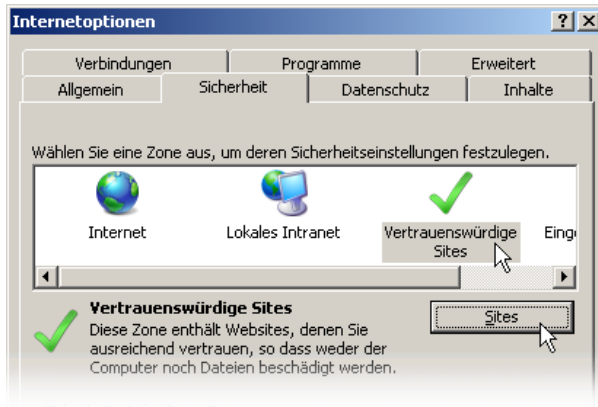 Internetoptionen
Verbindungen Programme Erweitert
Allgemein Sicherheit Datenschutz Inhalte
Wählen Sie eine Zone aus, um deren Sicherheitseinstellungen festzulegen.
Internet Lokales Intranet Vertrauenswürdige Eing
Sites
Vertrauenswürdige Sites Sites
Diese Zone enthält Websites, denen Sie
ausreichend vertrauen, so dass weder der
Computer noch Dateien beschädigt werden.